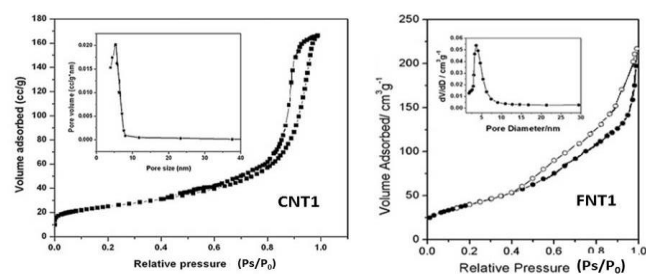 180
160
140
120
100
80
60
40
20
0
Volume adsorbed (cc/g)
0.020
0.015
0.010
0.005
0.000
Pore volume (cc/g*nm)
0 10 20 30 40
Pore size (nm)
CNT1
0.0 0.2 0.4 0.6 0.8 1.0
Relative pressure (Ps/P₀)
250
200
150
100
50
0
Volume Adsorbed/ cm³g⁻¹
0.06
0.05
0.04
0.03
0.02
0.01
0.00
dV/dD / cm³g⁻¹
5 10 15 20 25 30
Pore Diameter/nm
FNT1
0.0 0.2 0.4 0.6 0.8 1.0
Relative Pressure (Ps/P₀)